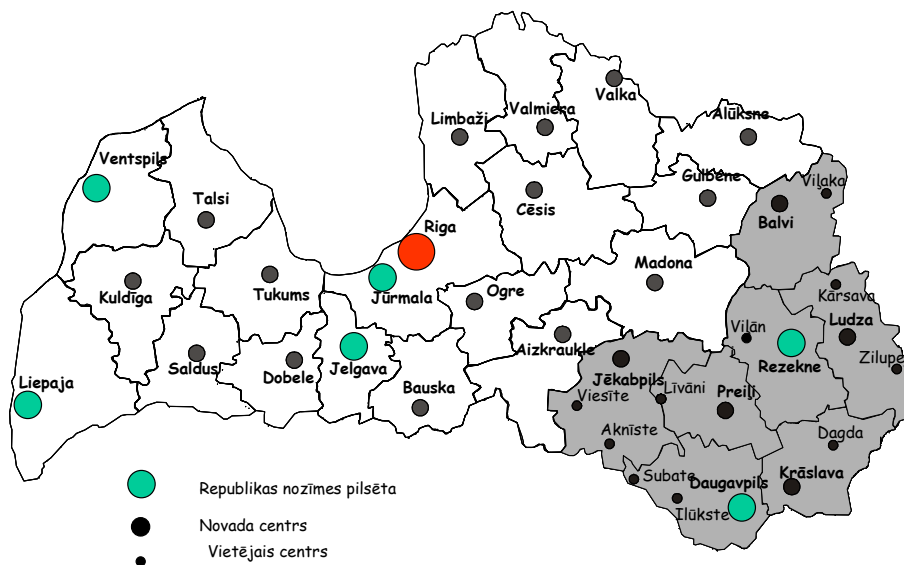 Valka
Limbaži
Valmiera
Alūksne
Ventspils
Gulbene
Viļaka
Talsi
Cēsis
Balvi
Riga
Madona
Kuldīga
Tukums
Jūrmala
Ogre
Kārsava
Vilān
Ludza
Aizkraukle
Saldus
Dobele
Jelgava
Rezekne
Zilupe
Liepaja
Bauska
Jēkabpils
Līvāni
Preiļi
Viesīte
Aknīste
Dagda
Subate
Daugavpils
Krāslava
Ilūkste
Republikas nozīmes pilsēta
Novada centrs
Vietējais centrs